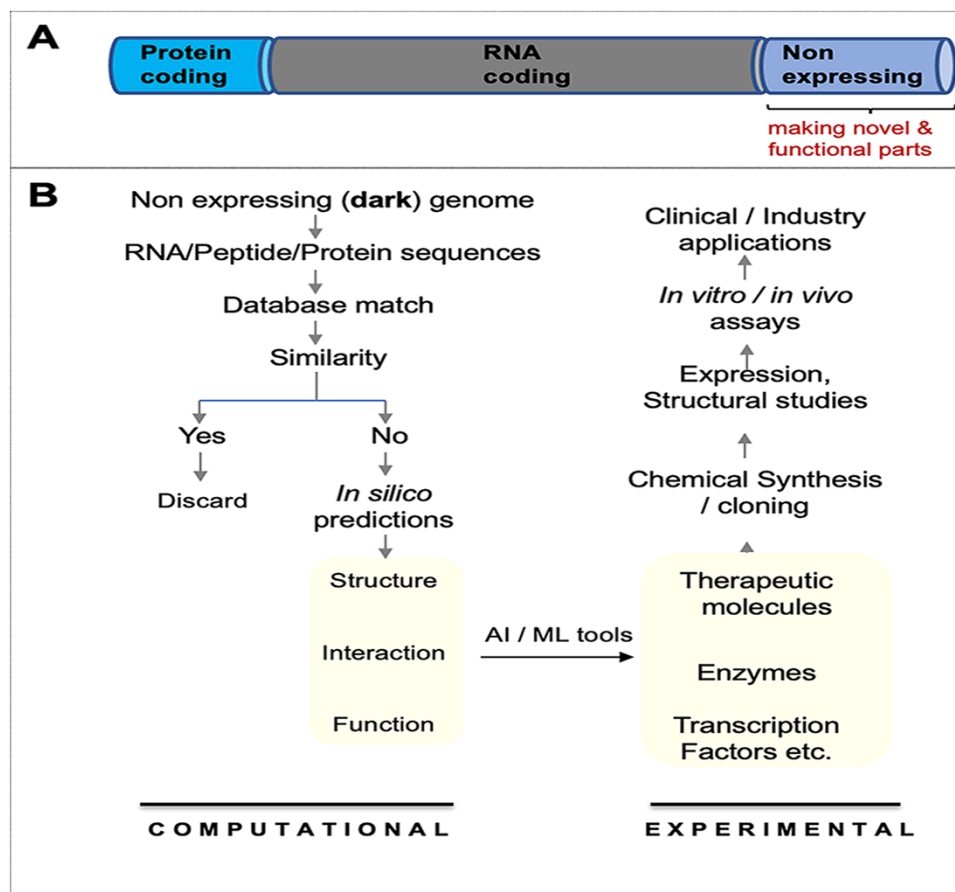 A
Protein
coding
RNA
coding
Non
expressing
making novel &
functional parts
B
Non expressing (dark) genome
RNA/Peptide/Protein sequences
Database match
Similarity
Yes
No
Discard
In silico
predictions
Structure
Interaction
Function
AI / ML tools
Clinical / Industry
applications
In vitro / in vivo
assays
Expression,
Structural studies
Chemical Synthesis
/ cloning
Therapeutic
molecules
Enzymes
Transcription
Factors etc.
COMPUTATIONAL
EXPERIMENTAL